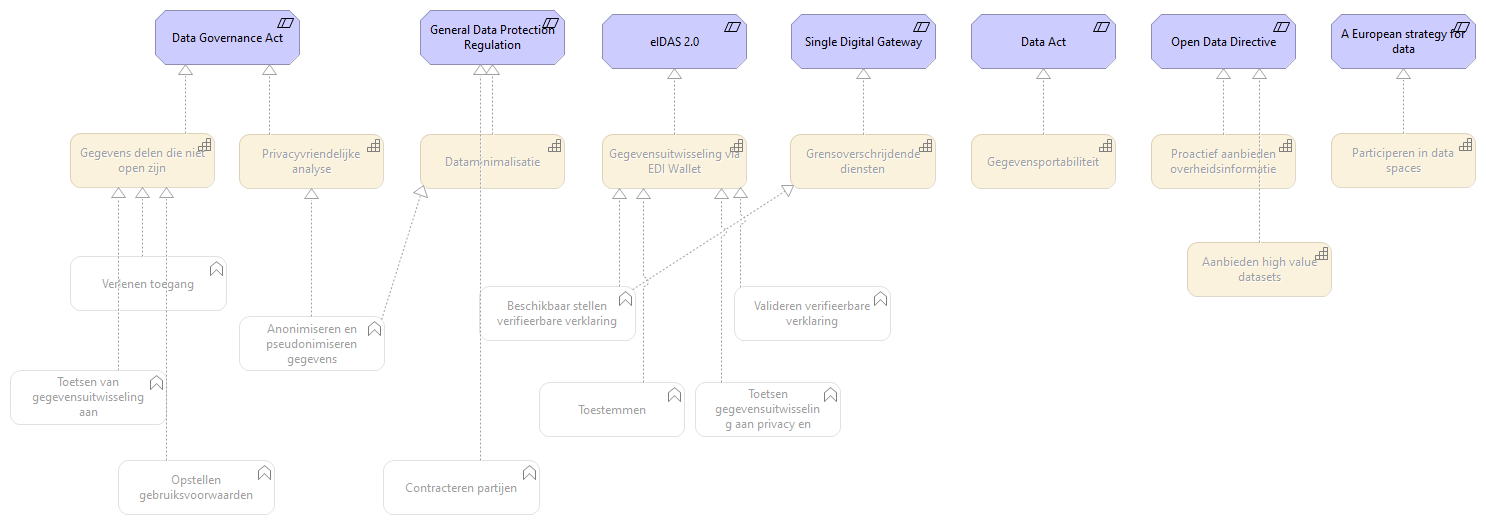 Data Governance Act
General Data Protection
Regulation
eIDAS 2.0
Single Digital Gateway
Data Act
Open Data Directive
A European strategy for
data
Gegevens delen die niet
open zijn
Privacyvriendelijke
analyse
Dataminimalisatie
Gegevensuitwisseling via
EDI Wallet
Grensoverschrijdende
diensten
Gegevensportabiliteit
Proactief aanbieden
overheidsinformatie
Participeren in data
spaces
Aanbieden high value
datasets
Verlenen toegang
Anonimiseren en
pseudonimiseren
gegevens
Beschikbaar stellen
verifieerbare verklaring
Valideren verifieerbare
verklaring
Toetsen van
gegevensuitwisseling
aan
Toestemmen
Toetsen
gegevensuitwisselin
g aan privacy en
Opstellen
gebruiksvoorwaarden
Contracteren partijen